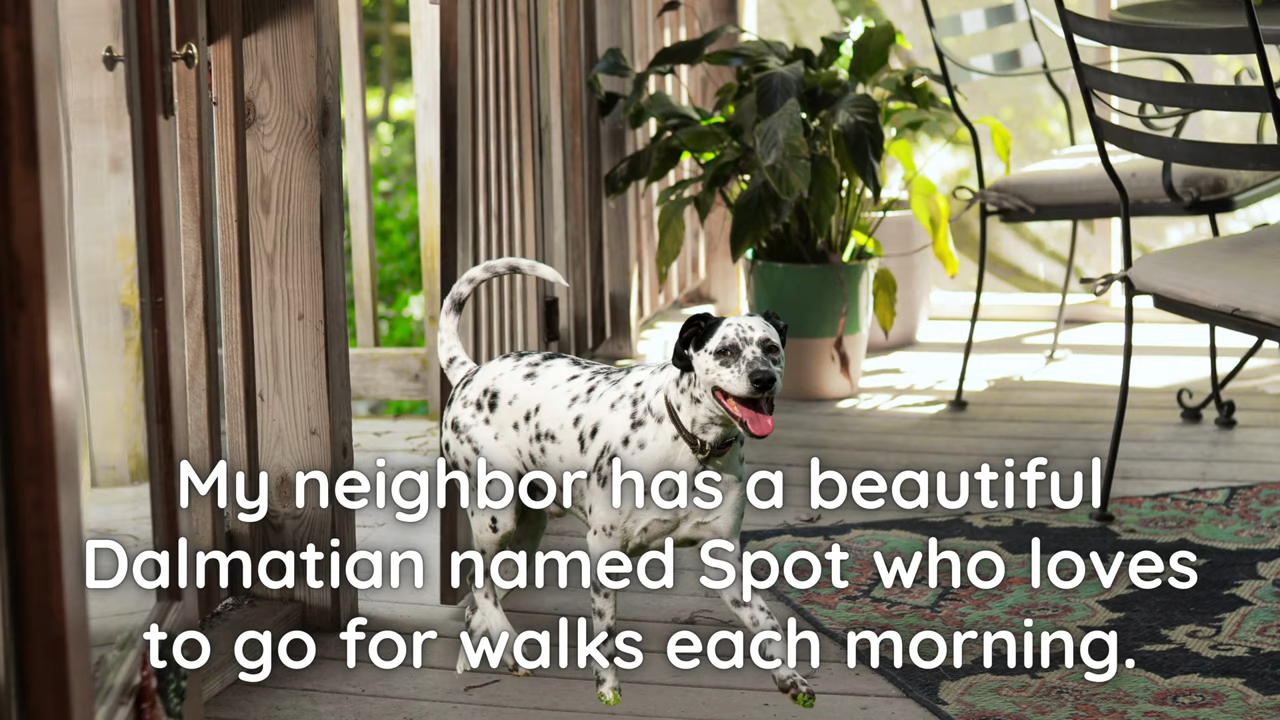 My neighbor has a beautiful
Dalmatian named Spot who loves
to go for walks each morning.